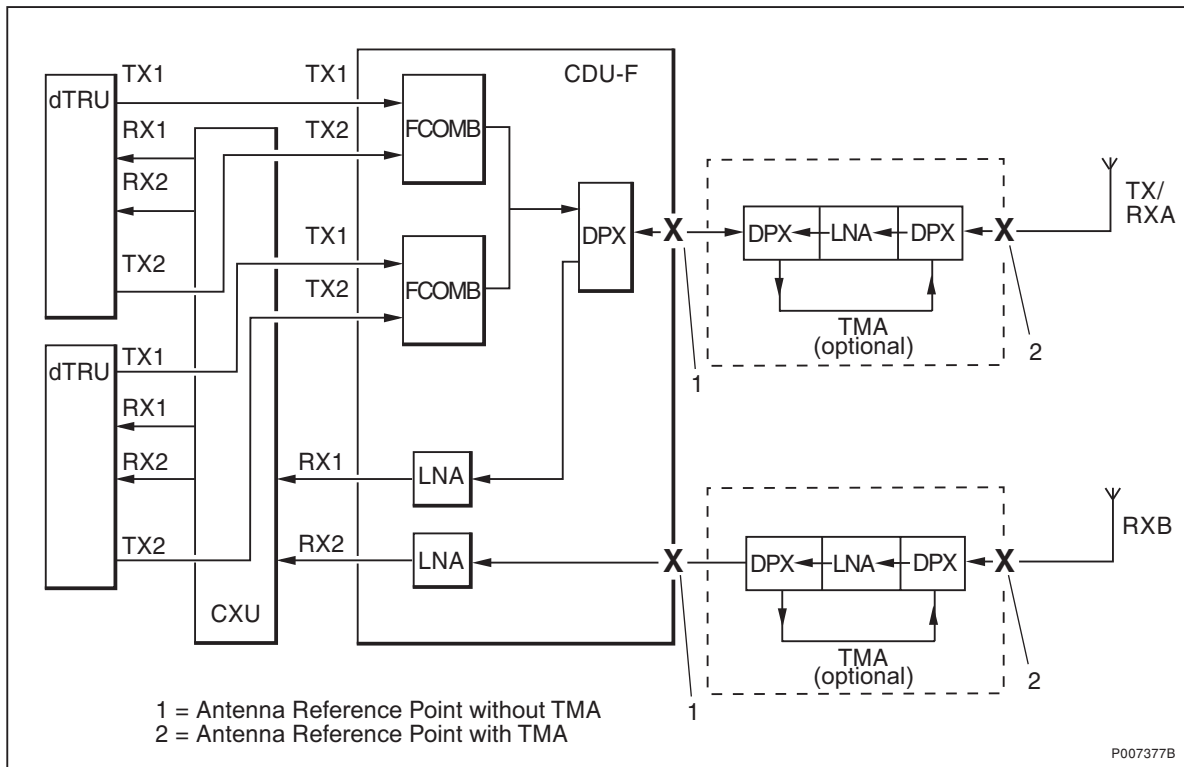 TX1
TX1
CDU-F
dTRU
FCOMB
RX1
TX2
RX2
TX/
RXA
DPX
X
DPX
LNA
DPX
X
TX2
TX1
FCOMB
TX2
TMA
(optional)
1
2
dTRU
TX1
RX1
RX2
RX1
LNA
RXB
TX2
RX2
LNA
X
DPX
LNA
DPX
X
CXU
TMA
(optional)
1
2
1 = Antenna Reference Point without TMA
2 = Antenna Reference Point with TMA
P007377B